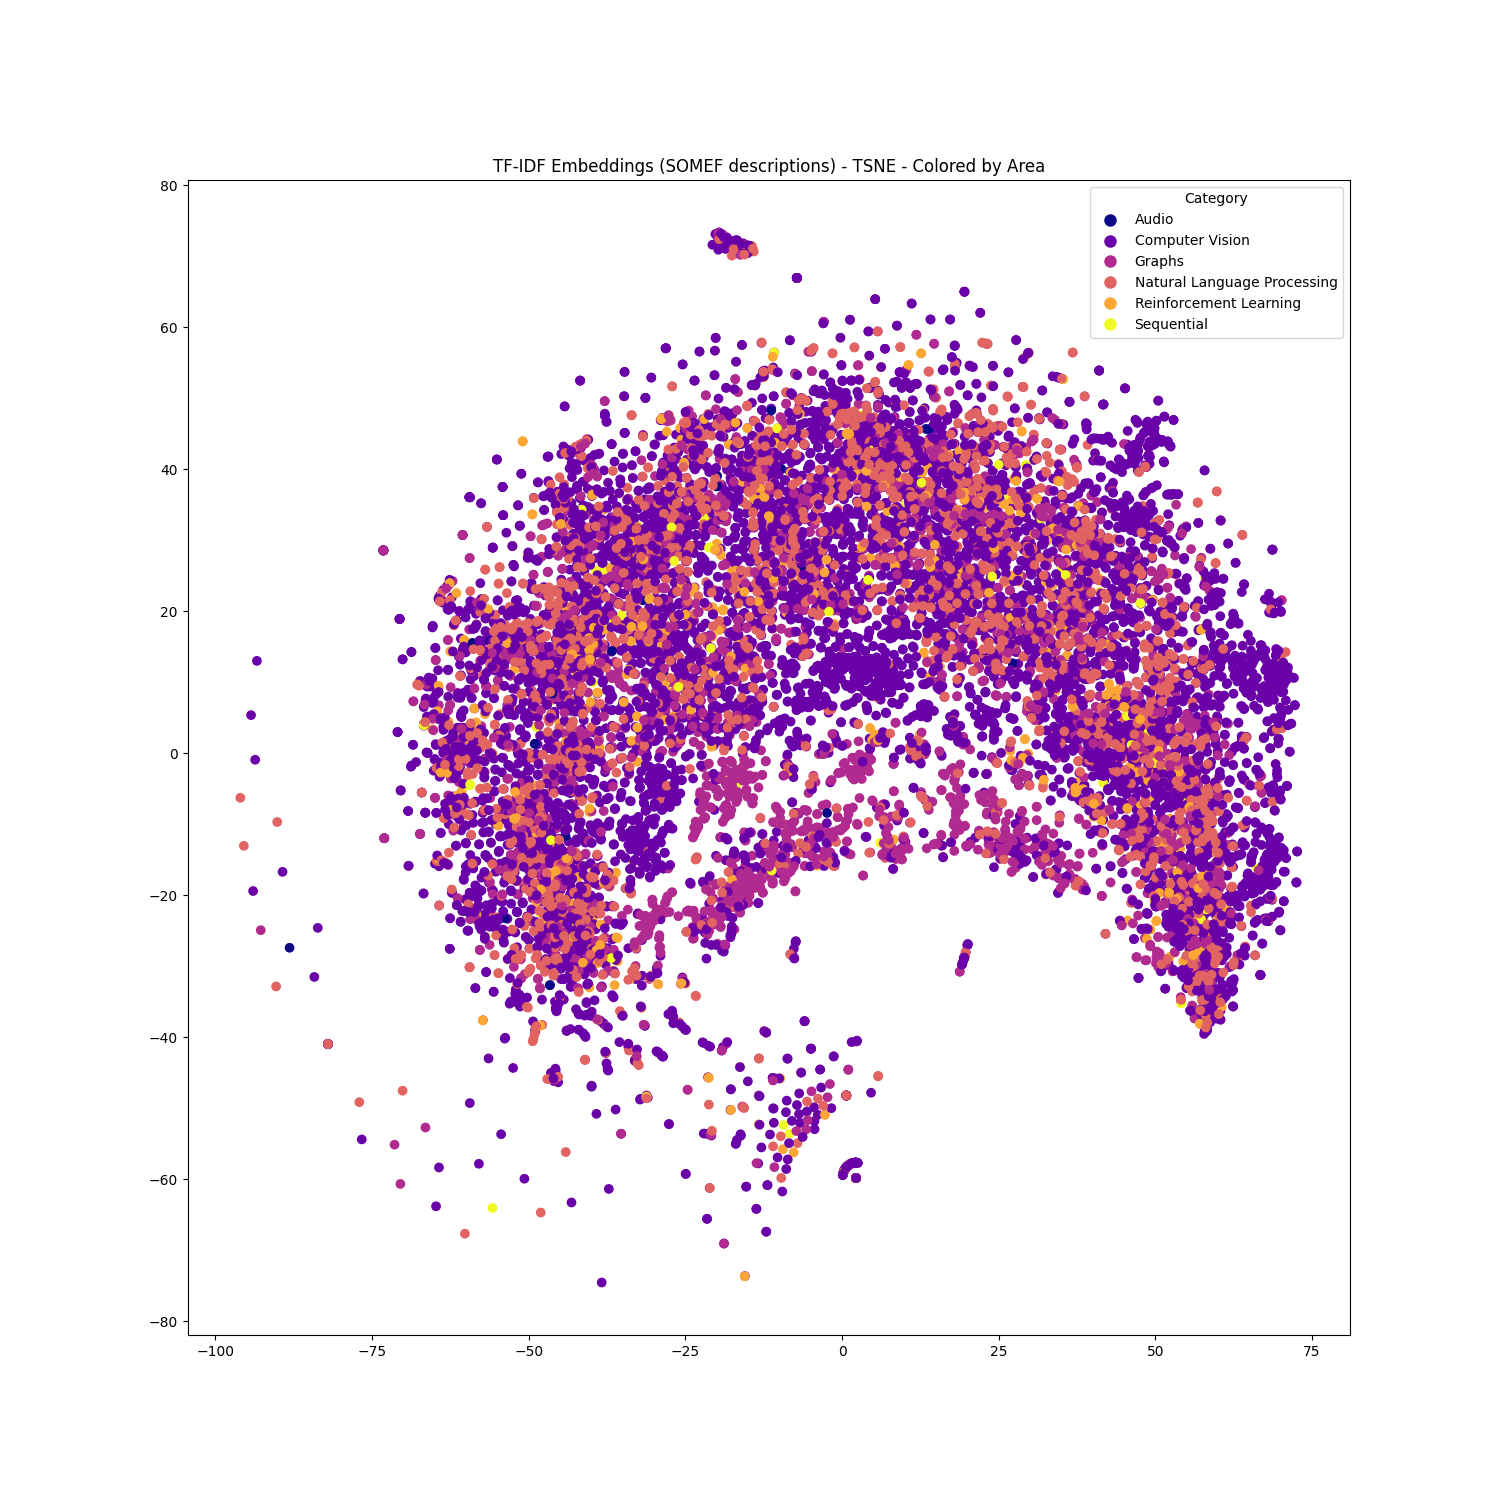 TF-IDF Embeddings (SOMEF descriptions) - TSNE - Colored by Area
Category
Audio
Computer Vision
Graphs
Natural Language Processing
Reinforcement Learning
Sequential
80
60
40
20
0
−20
−40
−60
−80
−100
−75
−50
−25
0
25
50
75